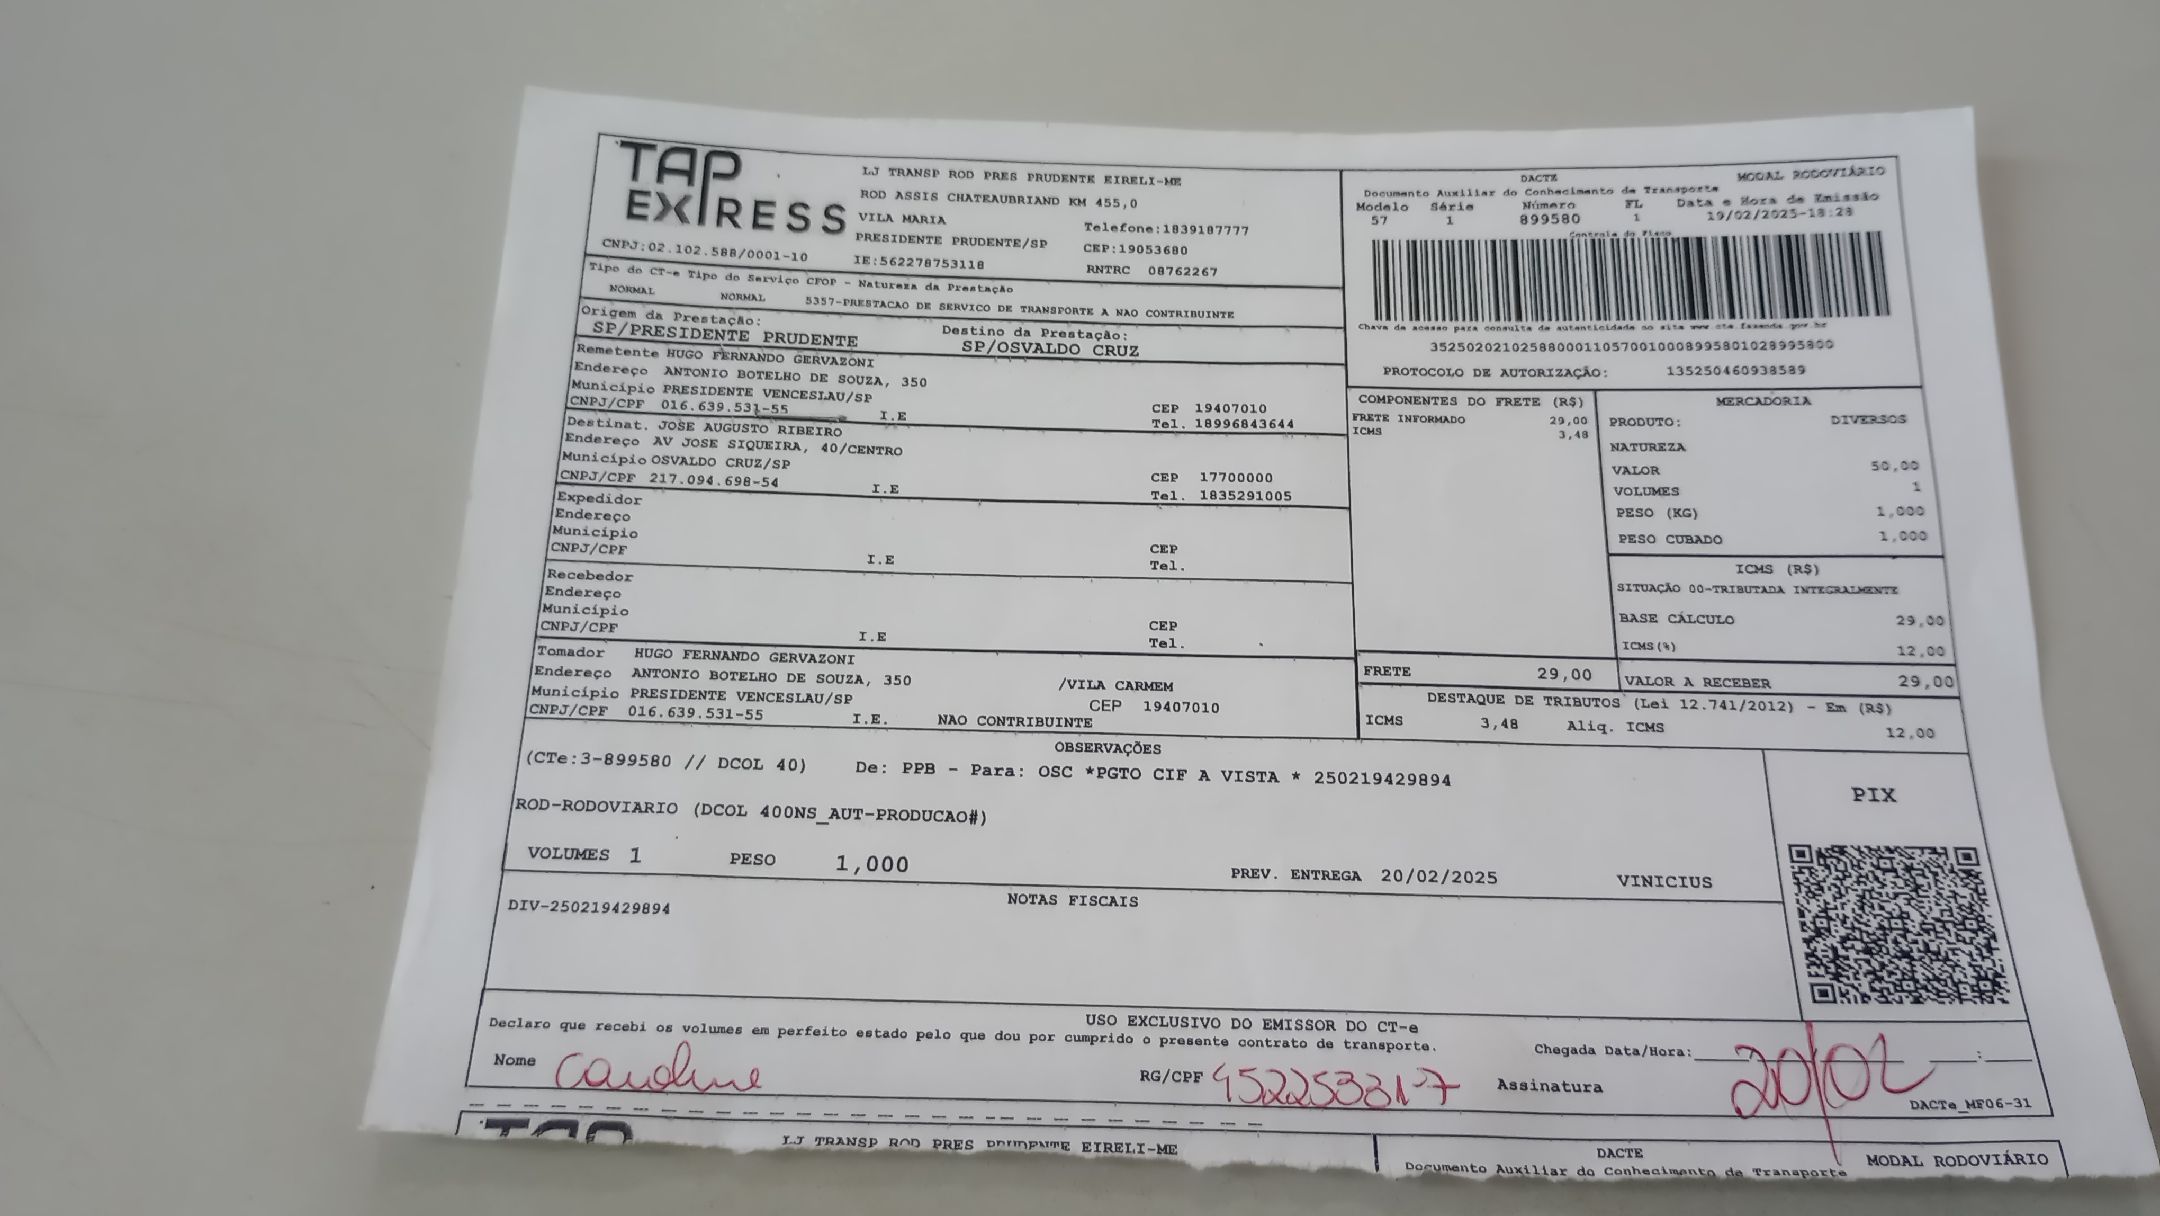 TAP EXPRESS
LJ TRANSP ROD PRES PRUDENTE EIRELI-ME
ROD ASSIS CHATEAUBRIAND KM 455,0
VILA MARIA Telefone:1839187777
PRESIDENTE PRUDENTE/SP CEP:19053680
CNPJ:02.102.588/0001-10 IE:562278753118 RNTRC 08762267
Tipo do CT-e Tipo do Serviço CFOP - Natureza da Prestação
NORMAL NORMAL 5357-PRESTACAO DE SERVICO DE TRANSPORTE A NAO CONTRIBUINTE
Origem da Prestação: Destino da Prestação:
SP/PRESIDENTE PRUDENTE SP/OSVALDO CRUZ
DACTE MODAL RODOVIÁRIO
Documento Auxiliar do Conhecimento de Transporte
Modelo Série Número FL Data e Hora de Emissão
57 1 899580 1 19/02/2025-18:28
Controle do Fisco
Chave de acesso para consulta de autenticidade no site www.cte.fazenda.gov.br
35250202102588000110570010008995801028995800
PROTOCOLO DE AUTORIZAÇÃO: 135250460938589
Remetente HUGO FERNANDO GERVAZONI
Endereço ANTONIO BOTELHO DE SOUZA, 350
Município PRESIDENTE VENCESLAU/SP CEP 19407010
CNPJ/CPF 016.639.531-55 I.E Tel. 18996843644
Destinat. JOSE AUGUSTO RIBEIRO
Endereço AV JOSE SIQUEIRA, 40/CENTRO
Município OSVALDO CRUZ/SP CEP 17700000
CNPJ/CPF 217.094.698-54 I.E Tel. 1835291005
Expedidor
Endereço
Município CEP
CNPJ/CPF I.E Tel.
Recebedor
Endereço
Município CEP
CNPJ/CPF I.E Tel.
Tomador HUGO FERNANDO GERVAZONI
Endereço ANTONIO BOTELHO DE SOUZA, 350 /VILA CARMEM
Município PRESIDENTE VENCESLAU/SP CEP 19407010
CNPJ/CPF 016.639.531-55 I.E. NAO CONTRIBUINTE
COMPONENTES DO FRETE (R$)
FRETE INFORMADO 29,00
ICMS 3,48
MERCADORIA
PRODUTO: DIVERSOS
NATUREZA
VALOR 50,00
VOLUMES 1
PESO (KG) 1,000
PESO CUBADO 1,000
ICMS (R$)
SITUAÇÃO 00-TRIBUTADA INTEGRALMENTE
BASE CÁLCULO 29,00
ICMS(%) 12,00
FRETE 29,00 VALOR A RECEBER 29,00
DESTAQUE DE TRIBUTOS (Lei 12.741/2012) - Em (R$)
ICMS 3,48 Aliq. ICMS 12,00
OBSERVAÇÕES
(CTe:3-899580 // DCOL 40) De: PPB - Para: OSC *PGTO CIF A VISTA * 250219429894
ROD-RODOVIARIO (DCOL 400NS_AUT-PRODUCAO#)
VOLUMES 1 PESO 1,000 PREV. ENTREGA 20/02/2025 VINICIUS
PIX
NOTAS FISCAIS
DIV-250219429894
USO EXCLUSIVO DO EMISSOR DO CT-e
Declaro que recebi os volumes em perfeito estado pelo que dou por cumprido o presente contrato de transporte.
Nome Caroline RG/CPF Assinatura Chegada Data/Hora: 20/02 :
DACTe_MF06-31
LJ TRANSP ROD PRES PRUDENTE EIRELI-ME
DACTE MODAL RODOVIÁRIO
Documento Auxiliar do Conhecimento de Transporte